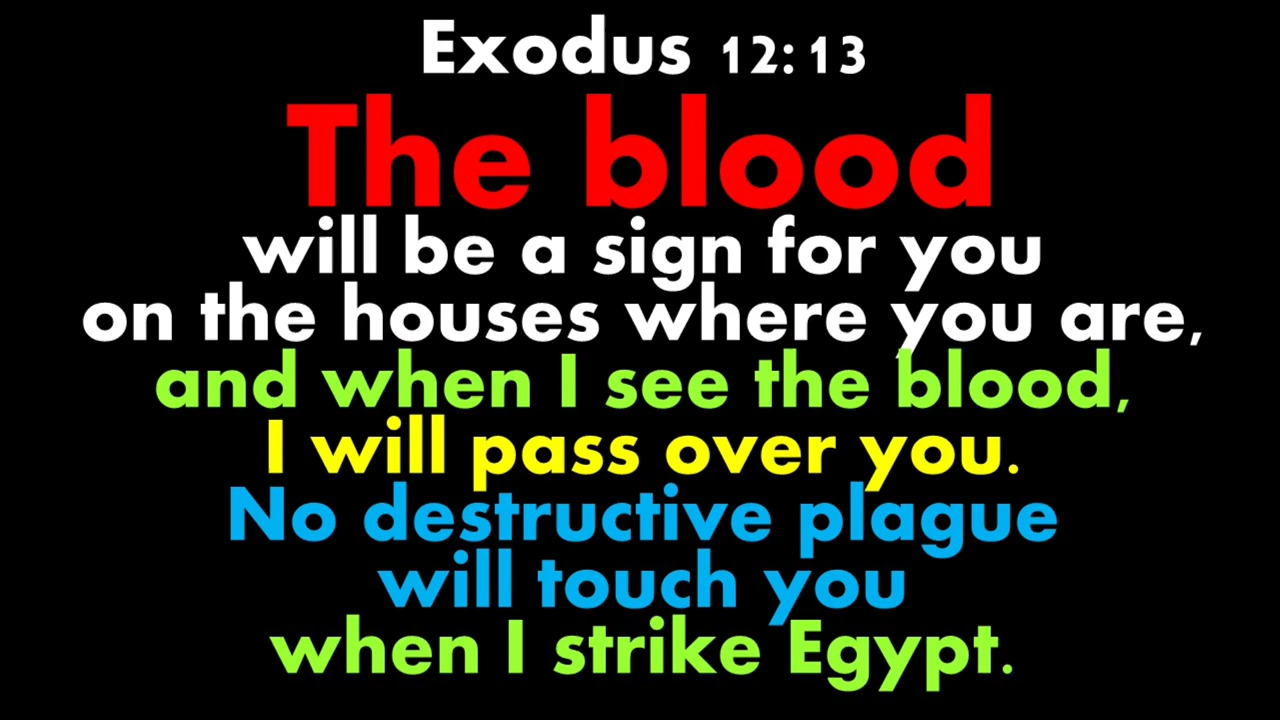 Exodus 12:13
The blood
will be a sign for you
on the houses where you are,
and when I see the blood,
I will pass over you.
No destructive plague
will touch you
when I strike Egypt.